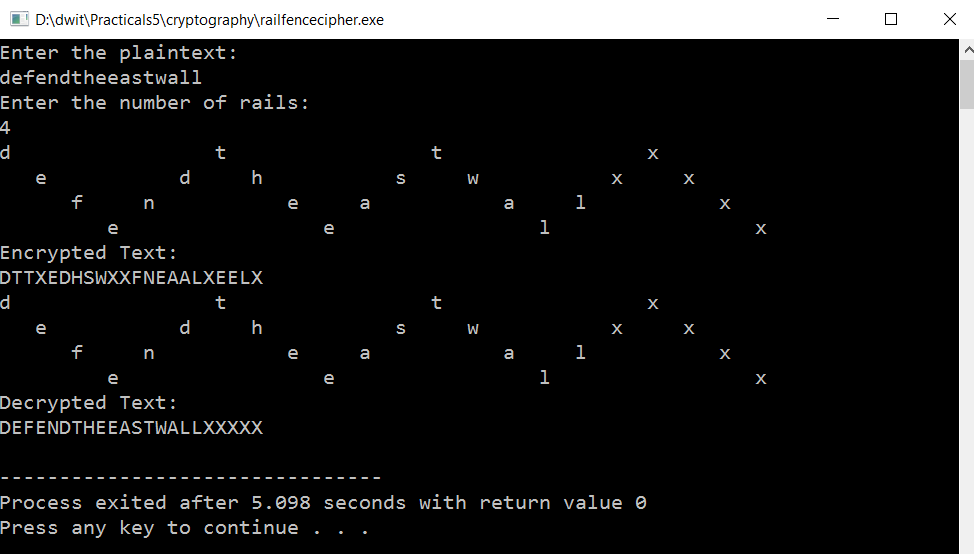 D:\dwit\Practicals5\cryptography\railfencecipher.exe
Enter the plaintext:
defendtheeastwall
Enter the number of rails:
4
d                 t                 t                 x
   e           d     h           s     w           x     x
      f     n           e     a           a     l           x
         e                 e                 l                 x
Encrypted Text:
DTTXEDHSWXXFNEAALXEELX
d                 t                 t                 x
   e           d     h           s     w           x     x
      f     n           e     a           a     l           x
         e                 e                 l                 x
Decrypted Text:
DEFENDTHEEASTWALLXXXXX
--------------------------------
Process exited after 5.098 seconds with return value 0
Press any key to continue . . .